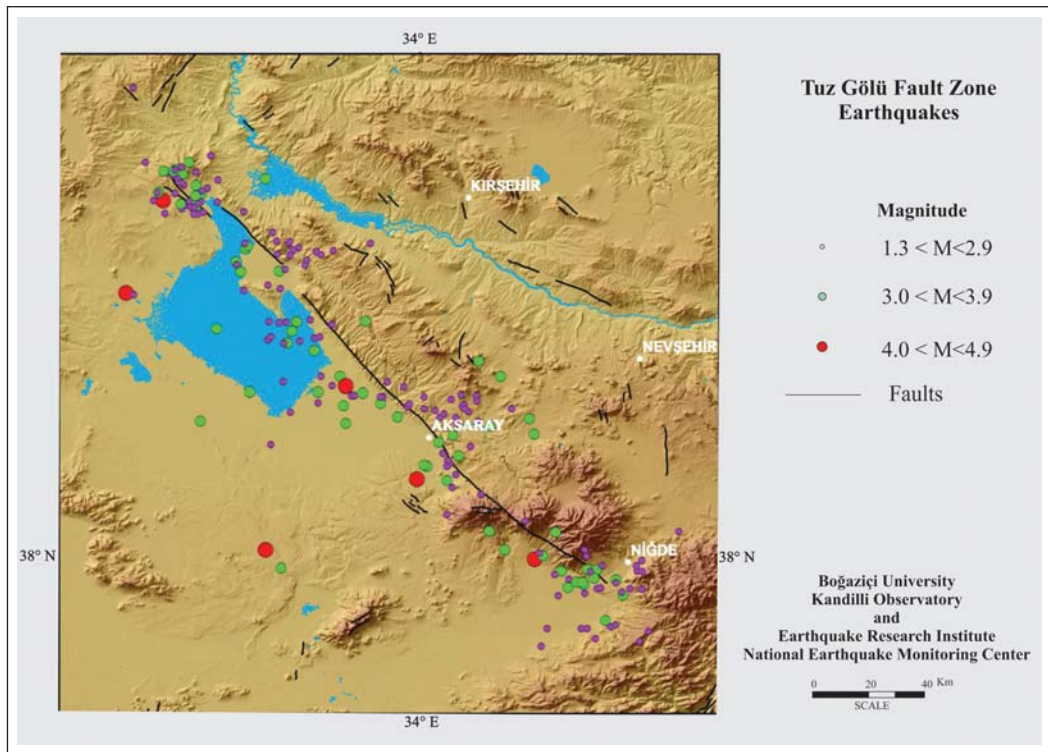 34° E
Tuz Gölü Fault Zone
Earthquakes
KIRŞEHİR
Magnitude
1.3 < M<2.9
3.0 < M<3.9
NEVŞEHİR
4.0 < M<4.9
Faults
AKSARAY
38° N
NİĞDE
38° N
Boğaziçi University
Kandilli Observatory
and
Earthquake Research Institute
National Earthquake Monitoring Center
0 20 40 Km
SCALE
34° E